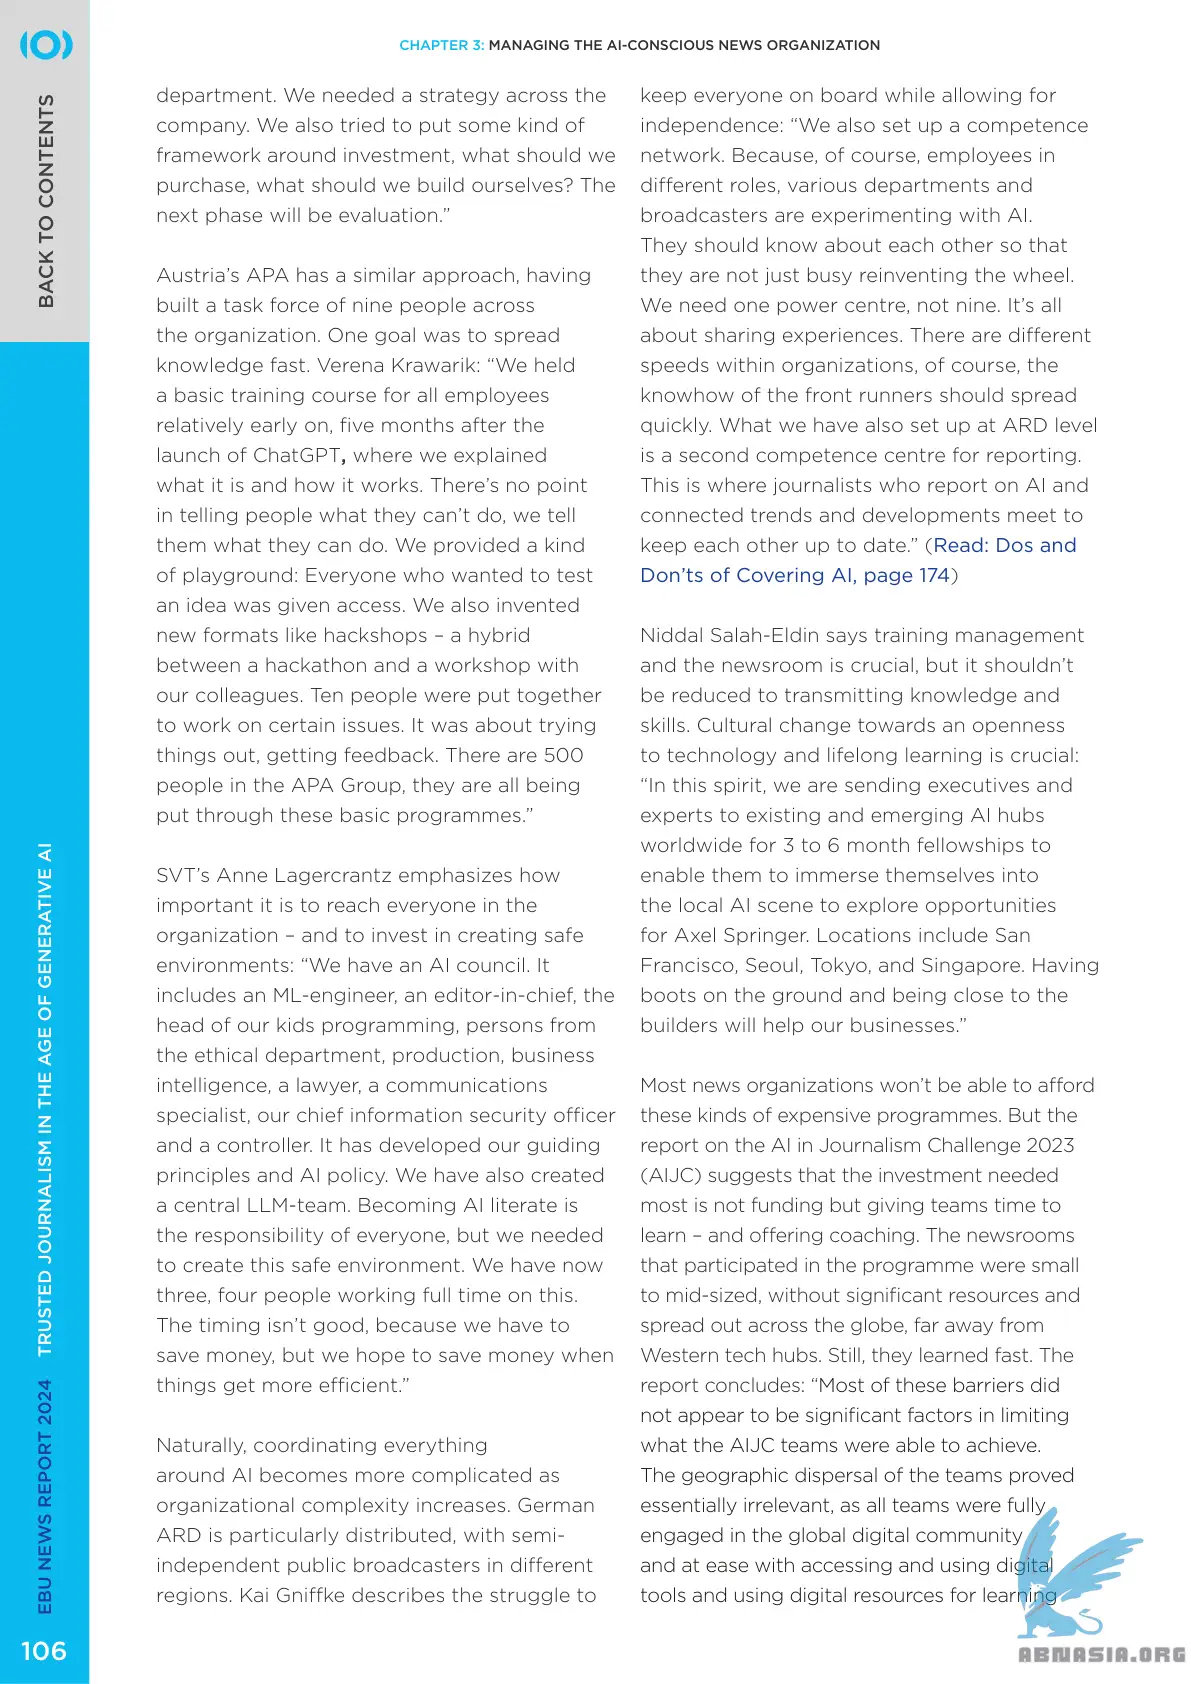 CHAPTER 3: MANAGING THE AI-CONSCIOUS NEWS ORGANIZATION
BACK TO CONTENTS
department. We needed a strategy across the
company. We also tried to put some kind of
framework around investment, what should we
purchase, what should we build ourselves? The
next phase will be evaluation.”
Austria’s APA has a similar approach, having
built a task force of nine people across
the organization. One goal was to spread
knowledge fast. Verena Krawarik: “We held
a basic training course for all employees
relatively early on, five months after the
launch of ChatGPT, where we explained
what it is and how it works. There’s no point
in telling people what they can’t do, we tell
them what they can do. We provided a kind
of playground: Everyone who wanted to test
an idea was given access. We also invented
new formats like hackshops – a hybrid
between a hackathon and a workshop with
our colleagues. Ten people were put together
to work on certain issues. It was about trying
things out, getting feedback. There are 500
people in the APA Group, they are all being
put through these basic programmes.”
SVT’s Anne Lagercrantz emphasizes how
important it is to reach everyone in the
organization – and to invest in creating safe
environments: “We have an AI council. It
includes an ML-engineer, an editor-in-chief, the
head of our kids programming, persons from
the ethical department, production, business
intelligence, a lawyer, a communications
specialist, our chief information security officer
and a controller. It has developed our guiding
principles and AI policy. We have also created
a central LLM-team. Becoming AI literate is
the responsibility of everyone, but we needed
to create this safe environment. We have now
three, four people working full time on this.
The timing isn’t good, because we have to
save money, but we hope to save money when
things get more efficient.”
Naturally, coordinating everything
around AI becomes more complicated as
organizational complexity increases. German
ARD is particularly distributed, with semi-
independent public broadcasters in different
regions. Kai Gniffke describes the struggle to
keep everyone on board while allowing for
independence: “We also set up a competence
network. Because, of course, employees in
different roles, various departments and
broadcasters are experimenting with AI.
They should know about each other so that
they are not just busy reinventing the wheel.
We need one power centre, not nine. It’s all
about sharing experiences. There are different
speeds within organizations, of course, the
knowhow of the front runners should spread
quickly. What we have also set up at ARD level
is a second competence centre for reporting.
This is where journalists who report on AI and
connected trends and developments meet to
keep each other up to date.” (Read: Dos and
Don’ts of Covering AI, page 174)
Niddal Salah-Eldin says training management
and the newsroom is crucial, but it shouldn’t
be reduced to transmitting knowledge and
skills. Cultural change towards an openness
to technology and lifelong learning is crucial:
“In this spirit, we are sending executives and
experts to existing and emerging AI hubs
worldwide for 3 to 6 month fellowships to
enable them to immerse themselves into
the local AI scene to explore opportunities
for Axel Springer. Locations include San
Francisco, Seoul, Tokyo, and Singapore. Having
boots on the ground and being close to the
builders will help our businesses.”
Most news organizations won’t be able to afford
these kinds of expensive programmes. But the
report on the AI in Journalism Challenge 2023
(AIJC) suggests that the investment needed
most is not funding but giving teams time to
learn – and offering coaching. The newsrooms
that participated in the programme were small
to mid-sized, without significant resources and
spread out across the globe, far away from
Western tech hubs. Still, they learned fast. The
report concludes: “Most of these barriers did
not appear to be significant factors in limiting
what the AIJC teams were able to achieve.
The geographic dispersal of the teams proved
essentially irrelevant, as all teams were fully
engaged in the global digital community
and at ease with accessing and using digital
tools and using digital resources for learning
EBU NEWS REPORT 2024 TRUSTED JOURNALISM IN THE AGE OF GENERATIVE AI
106
ABNASIA.ORG